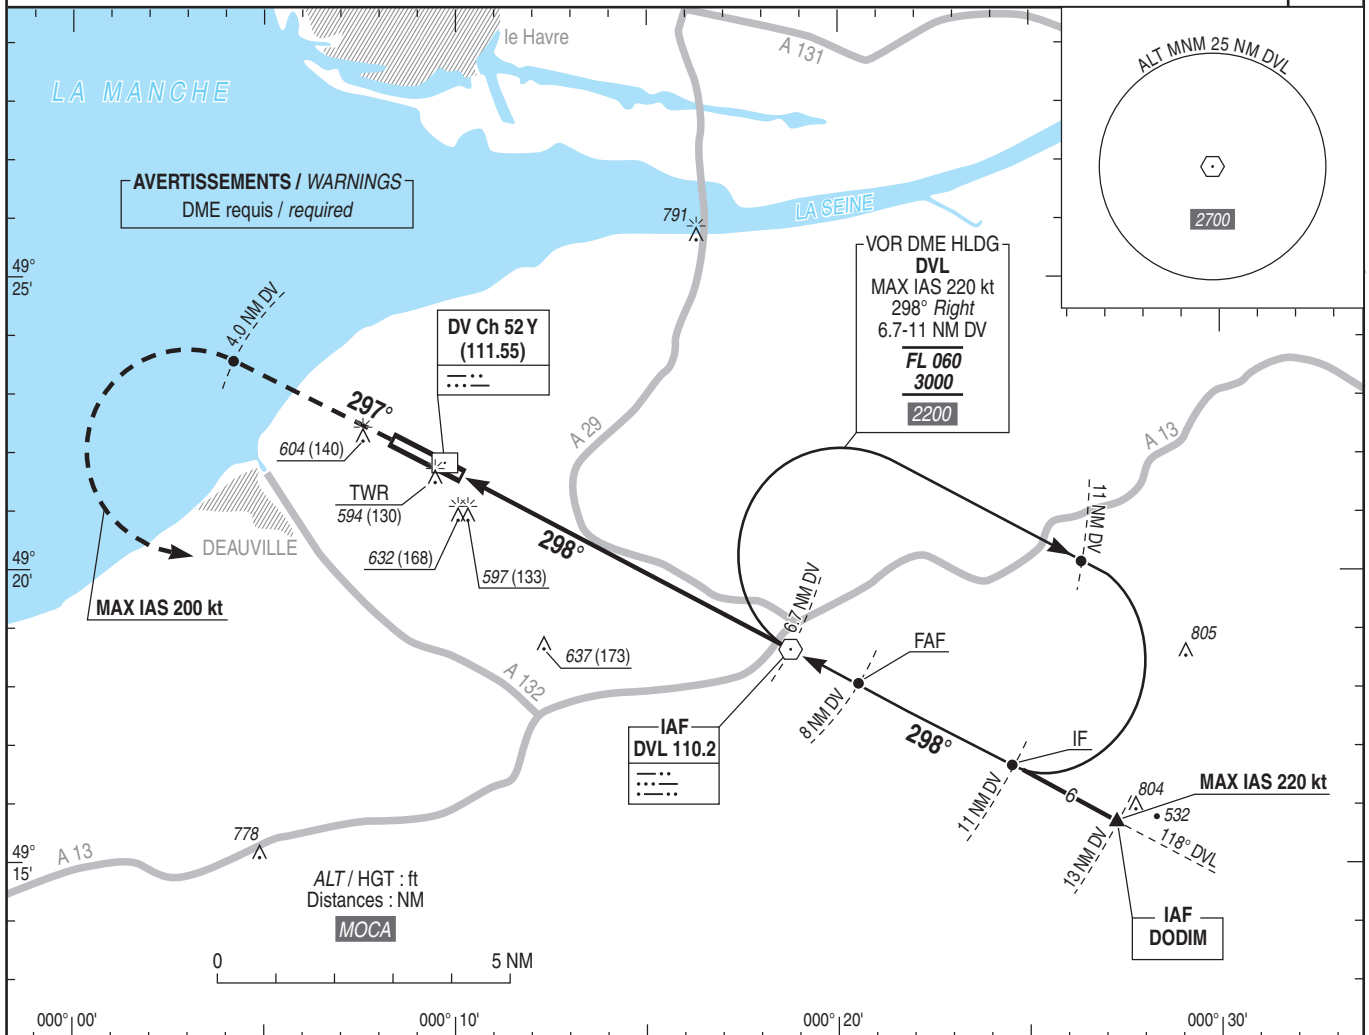 le Havre
A 131
ALT MNM 25 NM DVL
2700
LA MANCHE
AVERTISSEMENTS / WARNINGS
DME requis / required
791
LA SEINE
VOR DME HLDG
DVL
MAX IAS 220 kt
298° Right
6.7-11 NM DV
FL 060
3000
2200
49°
25'
4.0 NM DV
DV Ch 52 Y
(111.55)
297°
604 (140)
A 29
A 13
TWR
594 (130)
11 NM DV
DEAUVILLE
632 (168)
597 (133)
298°
49°
20'
MAX IAS 200 kt
6.7 NM DV
FAF
805
637 (173)
A 132
8 NM DV
IAF
DVL 110.2
298°
IF
11 NM DV
6
MAX IAS 220 kt
804
532
118° DVL
13 NM DV
778
A 13
49°
15'
ALT / HGT : ft
Distances : NM
MOCA
IAF
DODIM
0
5 NM
000° 00'
000° 10'
000° 20'
000° 30'